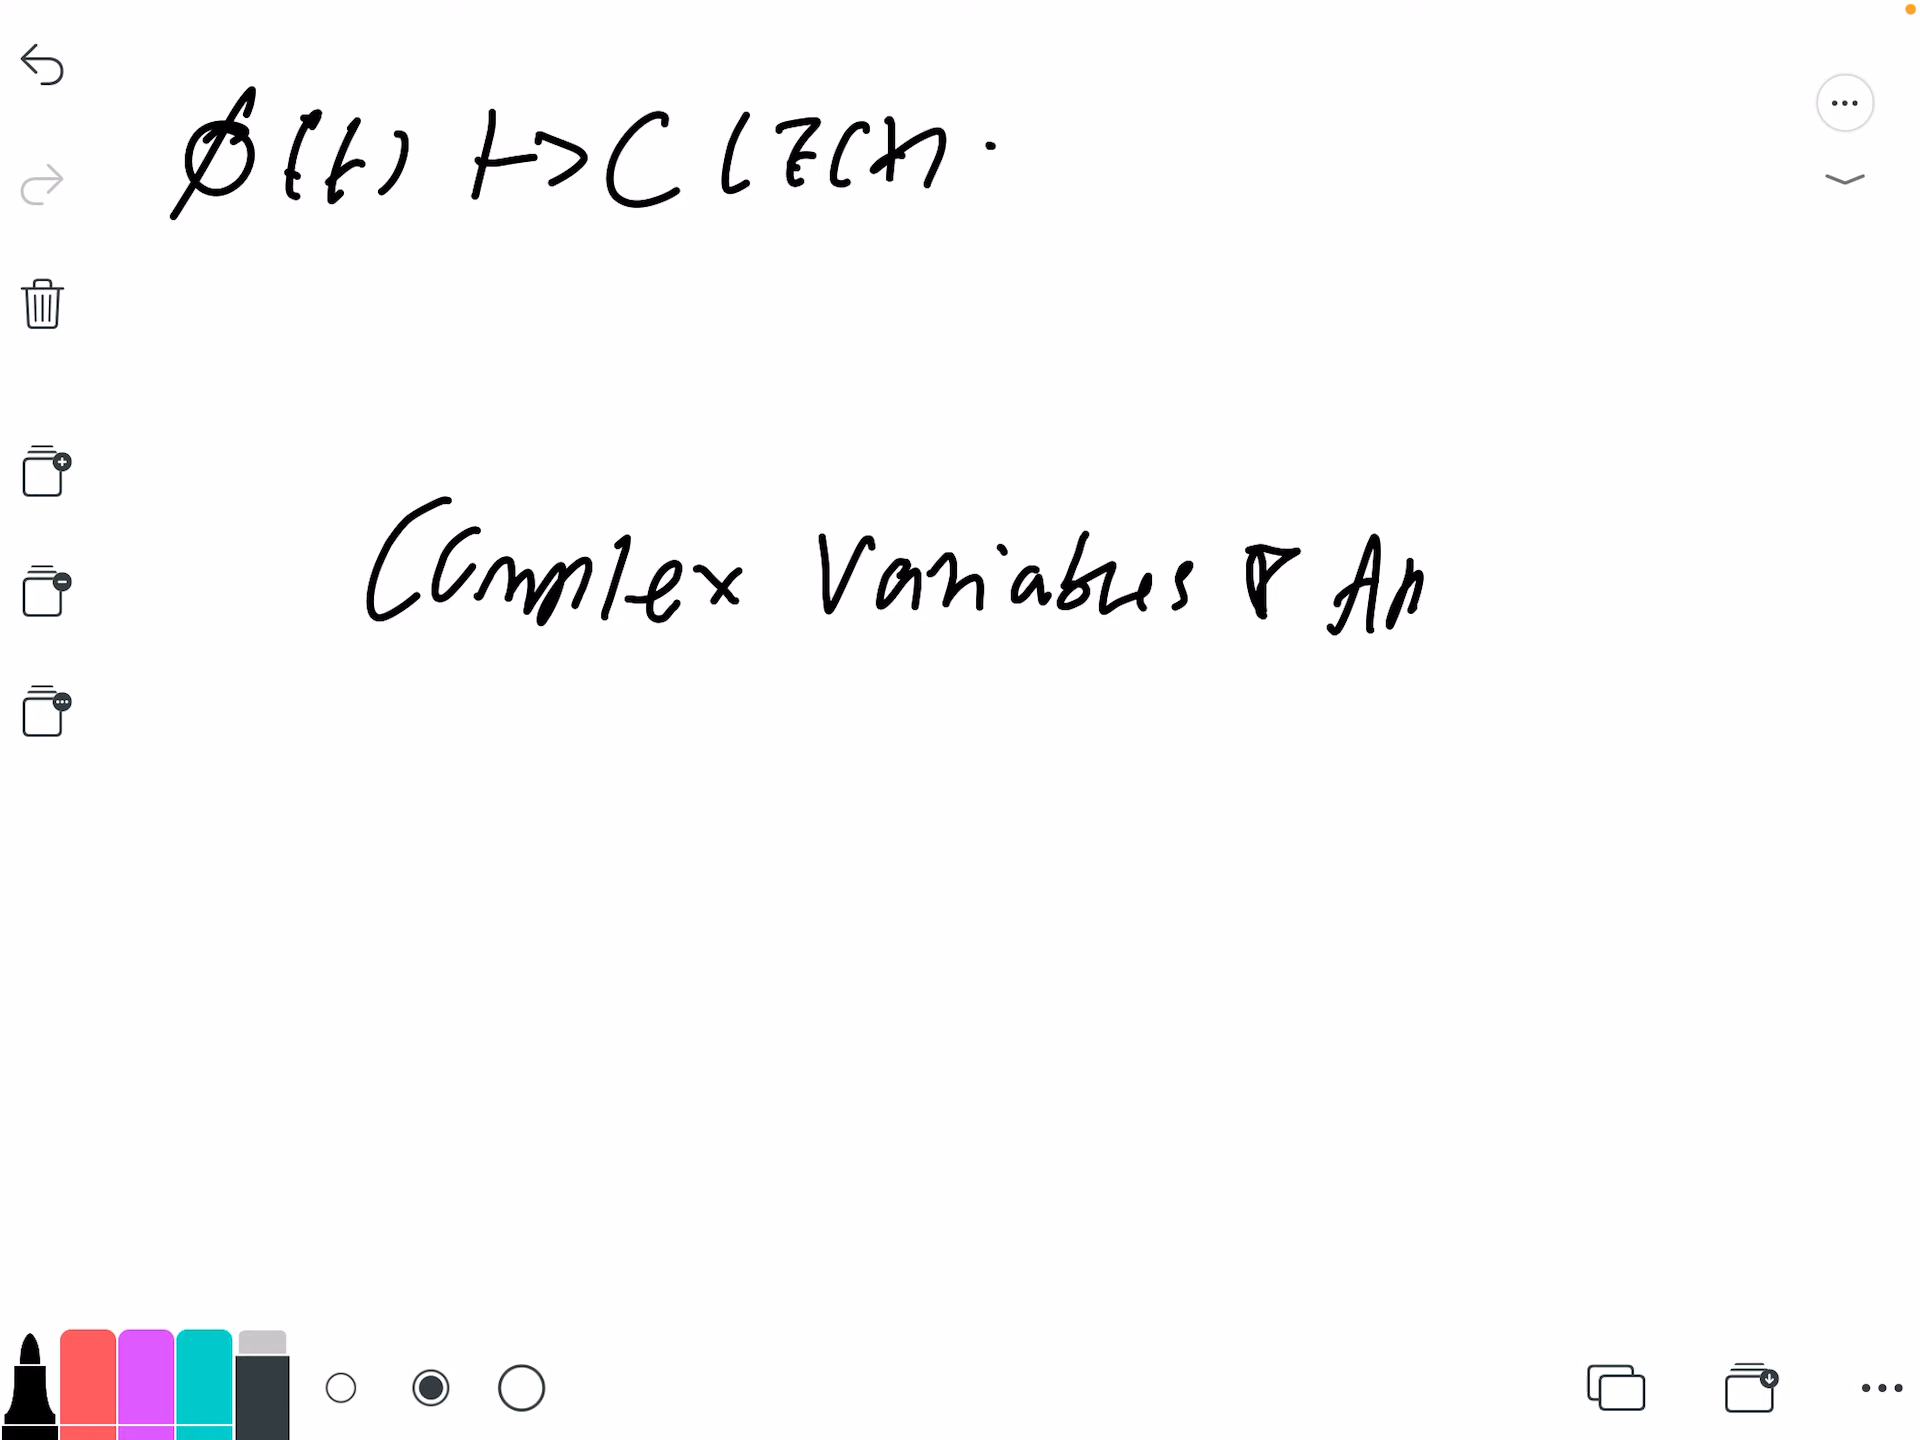 φ(t) ↦ C(z(t)).
(Complex Variables & An